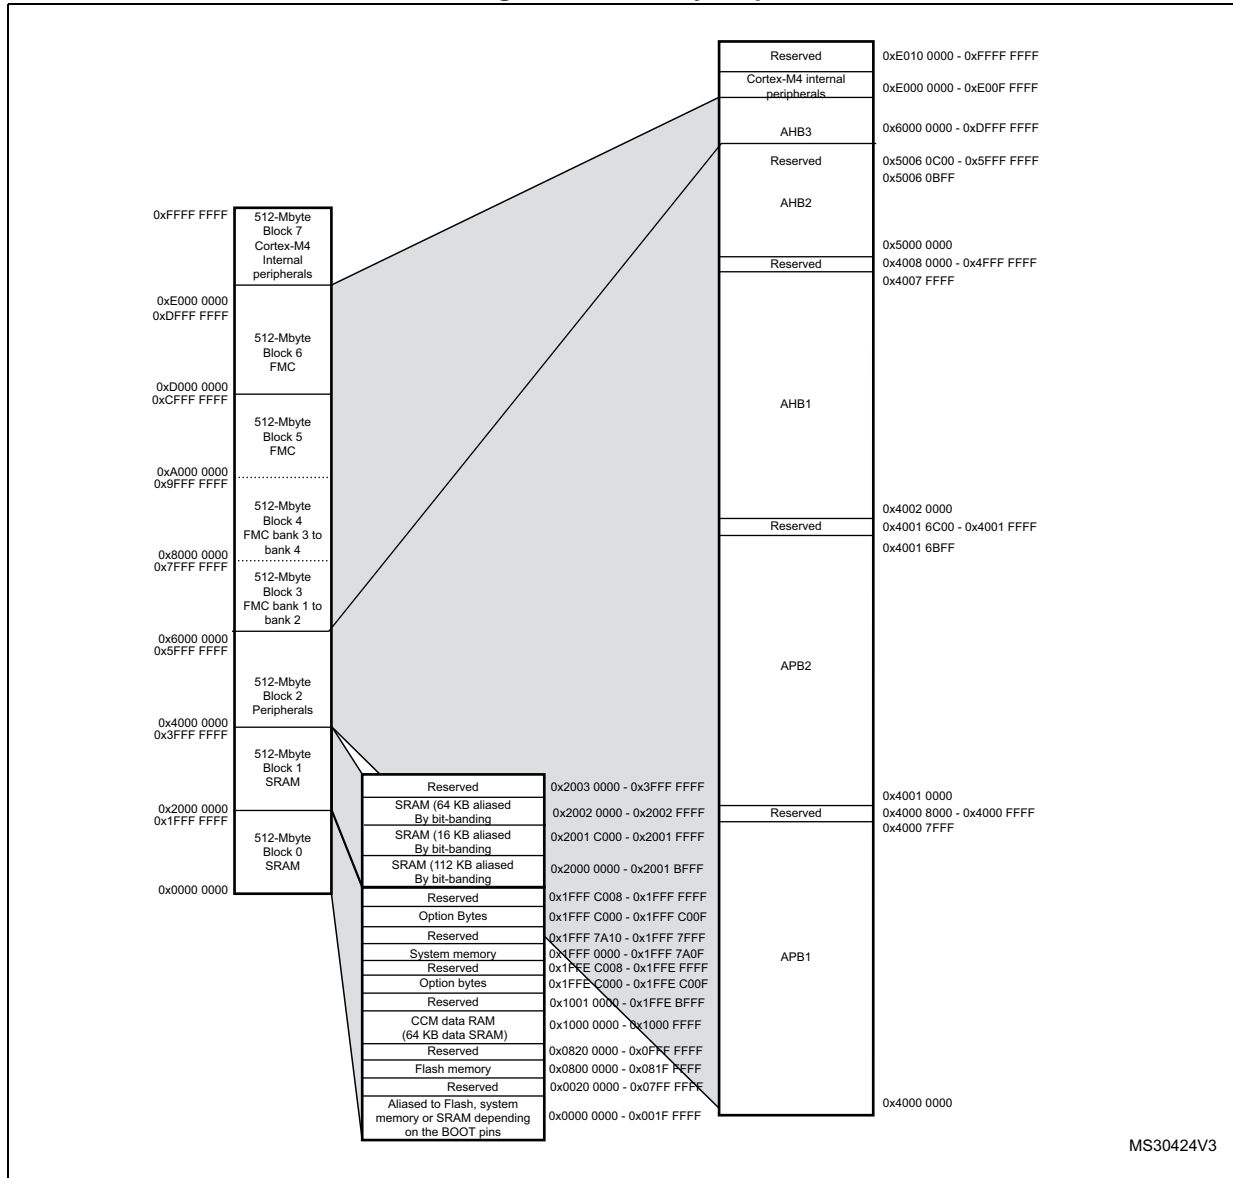 0xFFFF FFFF
512-Mbyte
Block 7
Cortex-M4
Internal
peripherals
0xE000 0000
0xDFFF FFFF
512-Mbyte
Block 6
FMC
0xD000 0000
0xCFFF FFFF
512-Mbyte
Block 5
FMC
0xA000 0000
0x9FFF FFFF
512-Mbyte
Block 4
FMC bank 3 to
bank 4
0x8000 0000
0x7FFF FFFF
512-Mbyte
Block 3
FMC bank 1 to
bank 2
0x6000 0000
0x5FFF FFFF
512-Mbyte
Block 2
Peripherals
0x4000 0000
0x3FFF FFFF
512-Mbyte
Block 1
SRAM
0x2000 0000
0x1FFF FFFF
512-Mbyte
Block 0
SRAM
0x0000 0000
Reserved 0x2003 0000 - 0x3FFF FFFF
SRAM (64 KB aliased
By bit-banding 0x2002 0000 - 0x2002 FFFF
SRAM (16 KB aliased
By bit-banding 0x2001 C000 - 0x2001 FFFF
SRAM (112 KB aliased
By bit-banding 0x2000 0000 - 0x2001 BFFF
Reserved 0x1FFF C008 - 0x1FFF FFFF
Option Bytes 0x1FFF C000 - 0x1FFF C00F
Reserved 0x1FFF 7A10 - 0x1FFF 7FFF
System memory 0x1FFF 0000 - 0x1FFF 7A0F
Reserved 0x1FFE C008 - 0x1FFE FFFF
Option bytes 0x1FFE C000 - 0x1FFE C00F
Reserved 0x1001 0000 - 0x1FFE BFFF
CCM data RAM
(64 KB data SRAM) 0x1000 0000 - 0x1000 FFFF
Reserved 0x0820 0000 - 0x0FFF FFFF
Flash memory 0x0800 0000 - 0x081F FFFF
Reserved 0x0020 0000 - 0x07FF FFFF
Aliased to Flash, system
memory or SRAM depending 0x0000 0000 - 0x001F FFFF
on the BOOT pins
Reserved 0xE010 0000 - 0xFFFF FFFF
Cortex-M4 internal
peripherals 0xE000 0000 - 0xE00F FFFF
AHB3 0x6000 0000 - 0xDFFF FFFF
Reserved 0x5006 0C00 - 0x5FFF FFFF
0x5006 0BFF
AHB2
0x5000 0000
Reserved 0x4008 0000 - 0x4FFF FFFF
0x4007 FFFF
AHB1
0x4002 0000
Reserved 0x4001 6C00 - 0x4001 FFFF
0x4001 6BFF
APB2
0x4001 0000
Reserved 0x4000 8000 - 0x4000 FFFF
0x4000 7FFF
APB1
0x4000 0000
MS30424V3